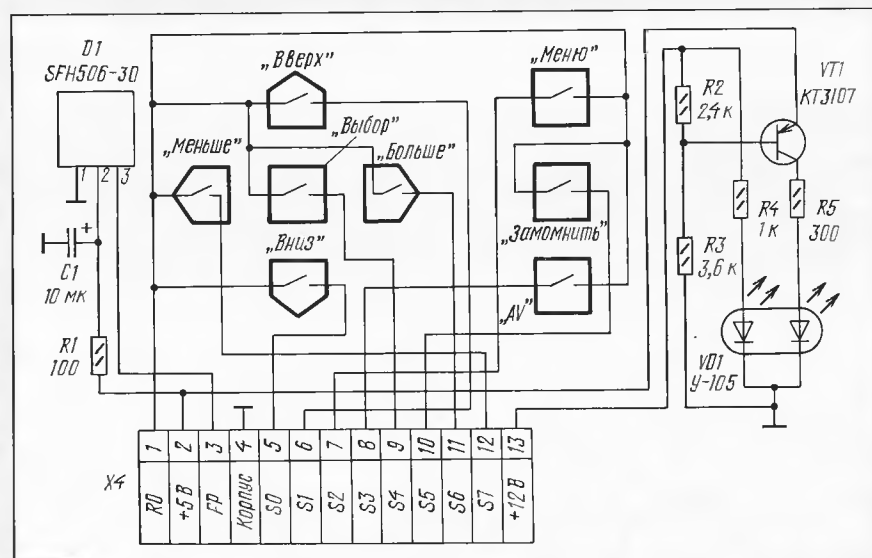 D1
SFH506-30
1 2 3
C1
10 мк
+
R1
100
„Вверх"
„Меньше"
„Выбор"
„Больше"
„Вниз"
„Меню"
„Замомнить"
„AV"
R2
2,4 к
VT1
КТ3107
R4
1 к
R5
300
R3
3,6 к
VD1
У-105
X4
1 2 3 4 5 6 7 8 9 10 11 12 13
RO +5 В FP Корпус S0 S1 S2 S3 S4 S5 S6 S7 +12 В